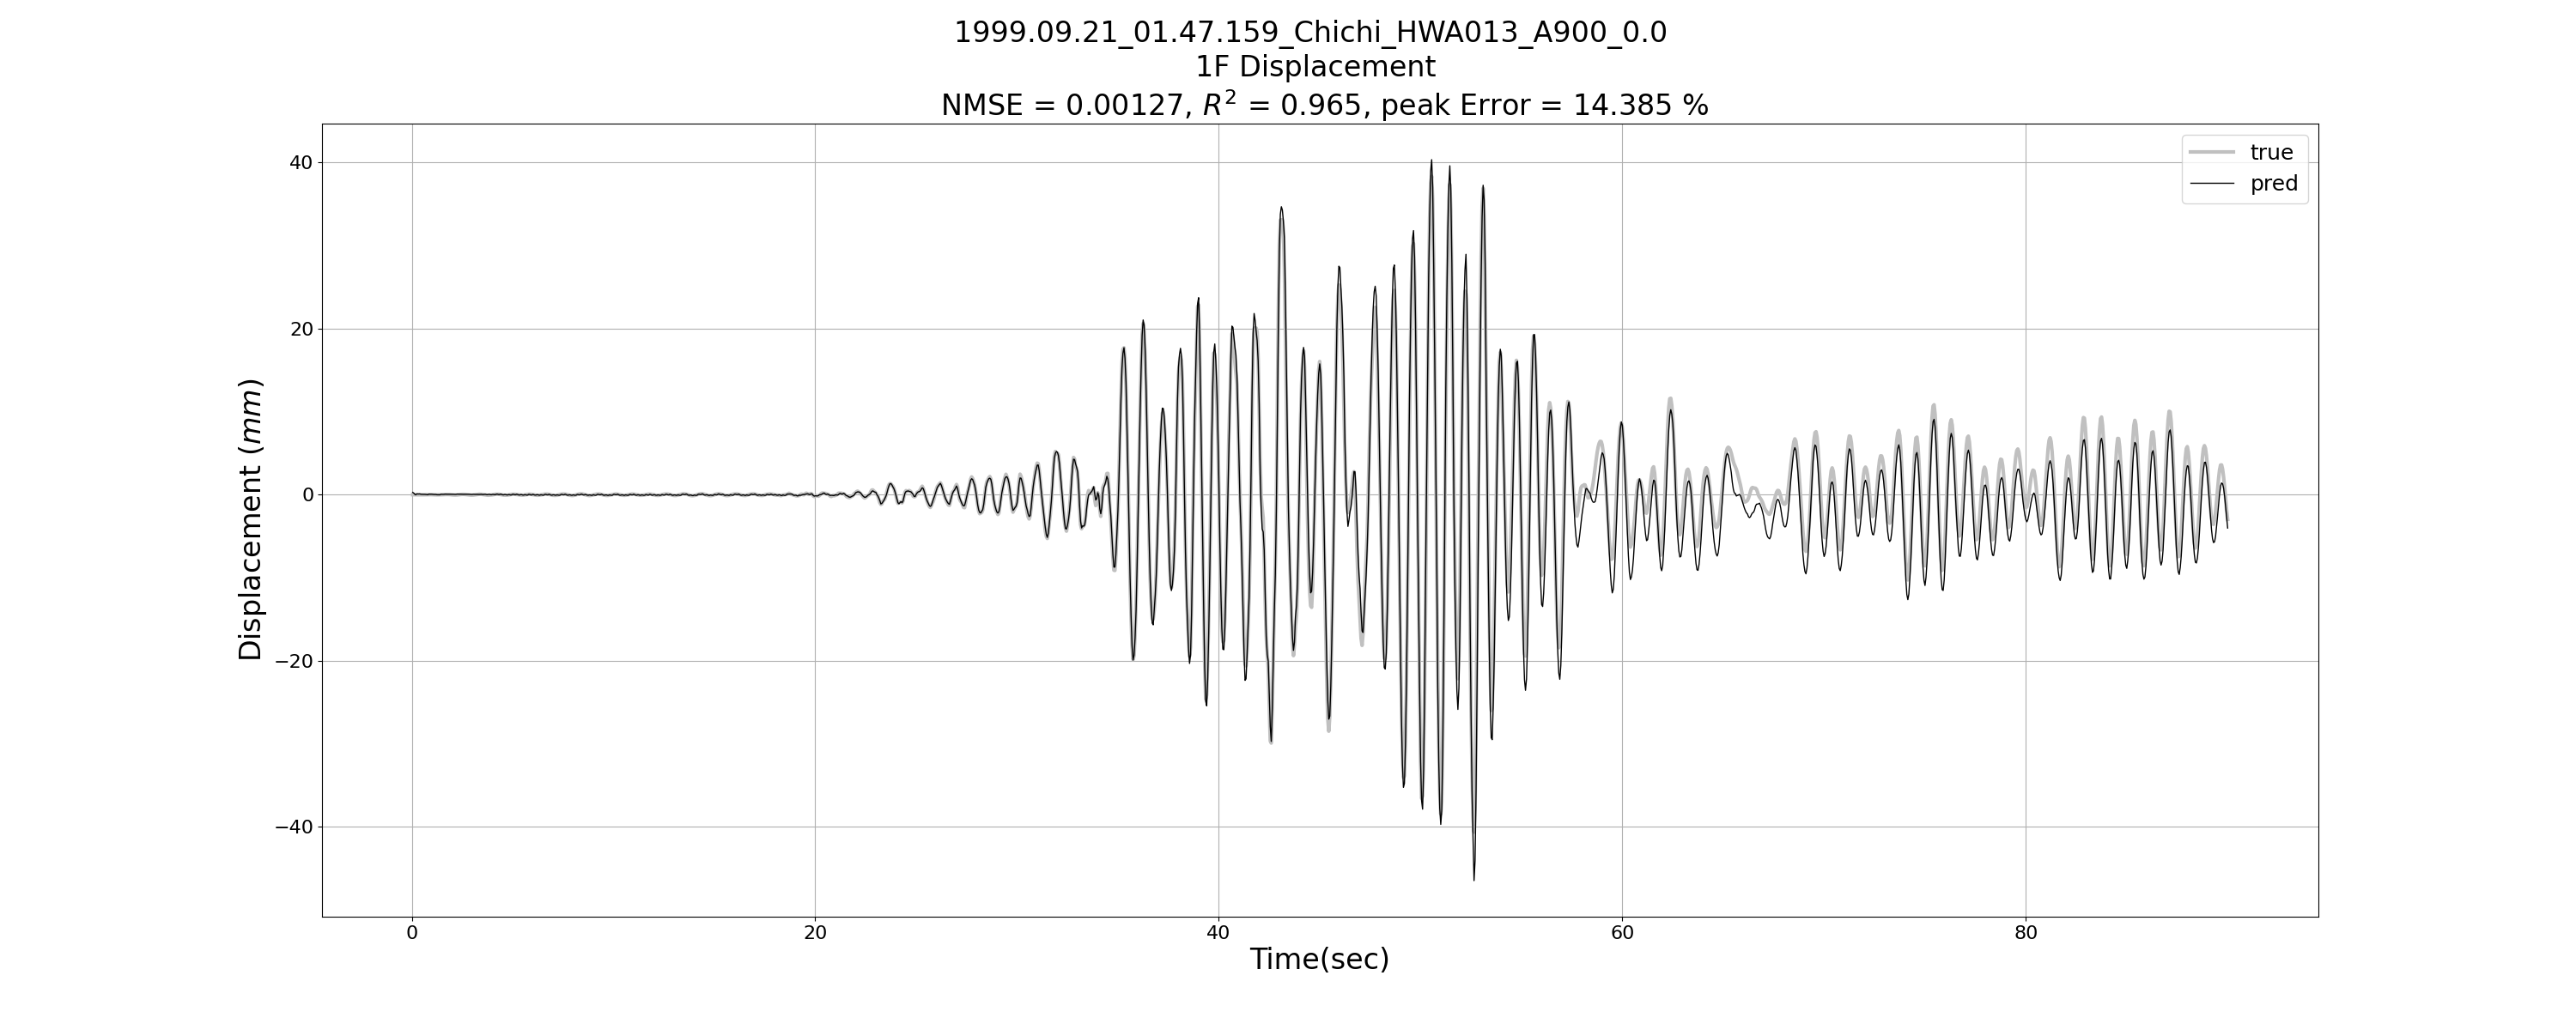 1999.09.21_01.47.159_Chichi_HWA013_A900_0.0
1F Displacement
NMSE = 0.00127, R² = 0.965, peak Error = 14.385 %
true
pred
Displacement (mm)
40
20
0
−20
−40
0
20
40
60
80
Time(sec)